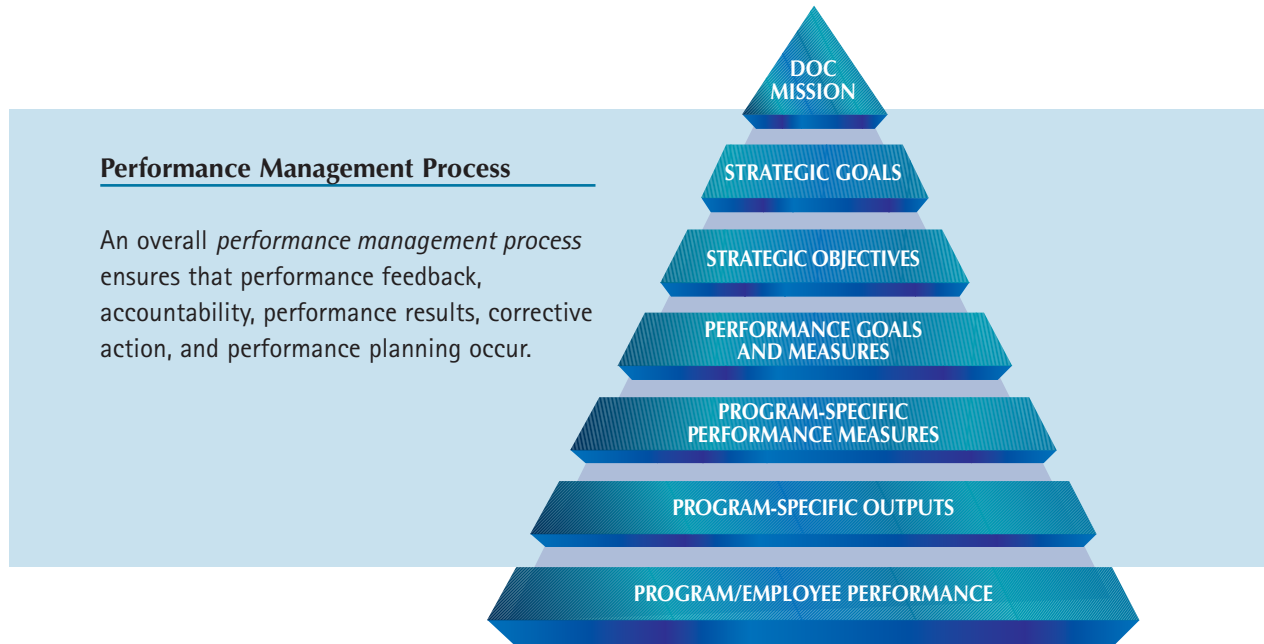 Performance Management Process
An overall performance management process
ensures that performance feedback,
accountability, performance results, corrective
action, and performance planning occur.
DOC
MISSION
STRATEGIC GOALS
STRATEGIC OBJECTIVES
PERFORMANCE GOALS
AND MEASURES
PROGRAM-SPECIFIC
PERFORMANCE MEASURES
PROGRAM-SPECIFIC OUTPUTS
PROGRAM/EMPLOYEE PERFORMANCE